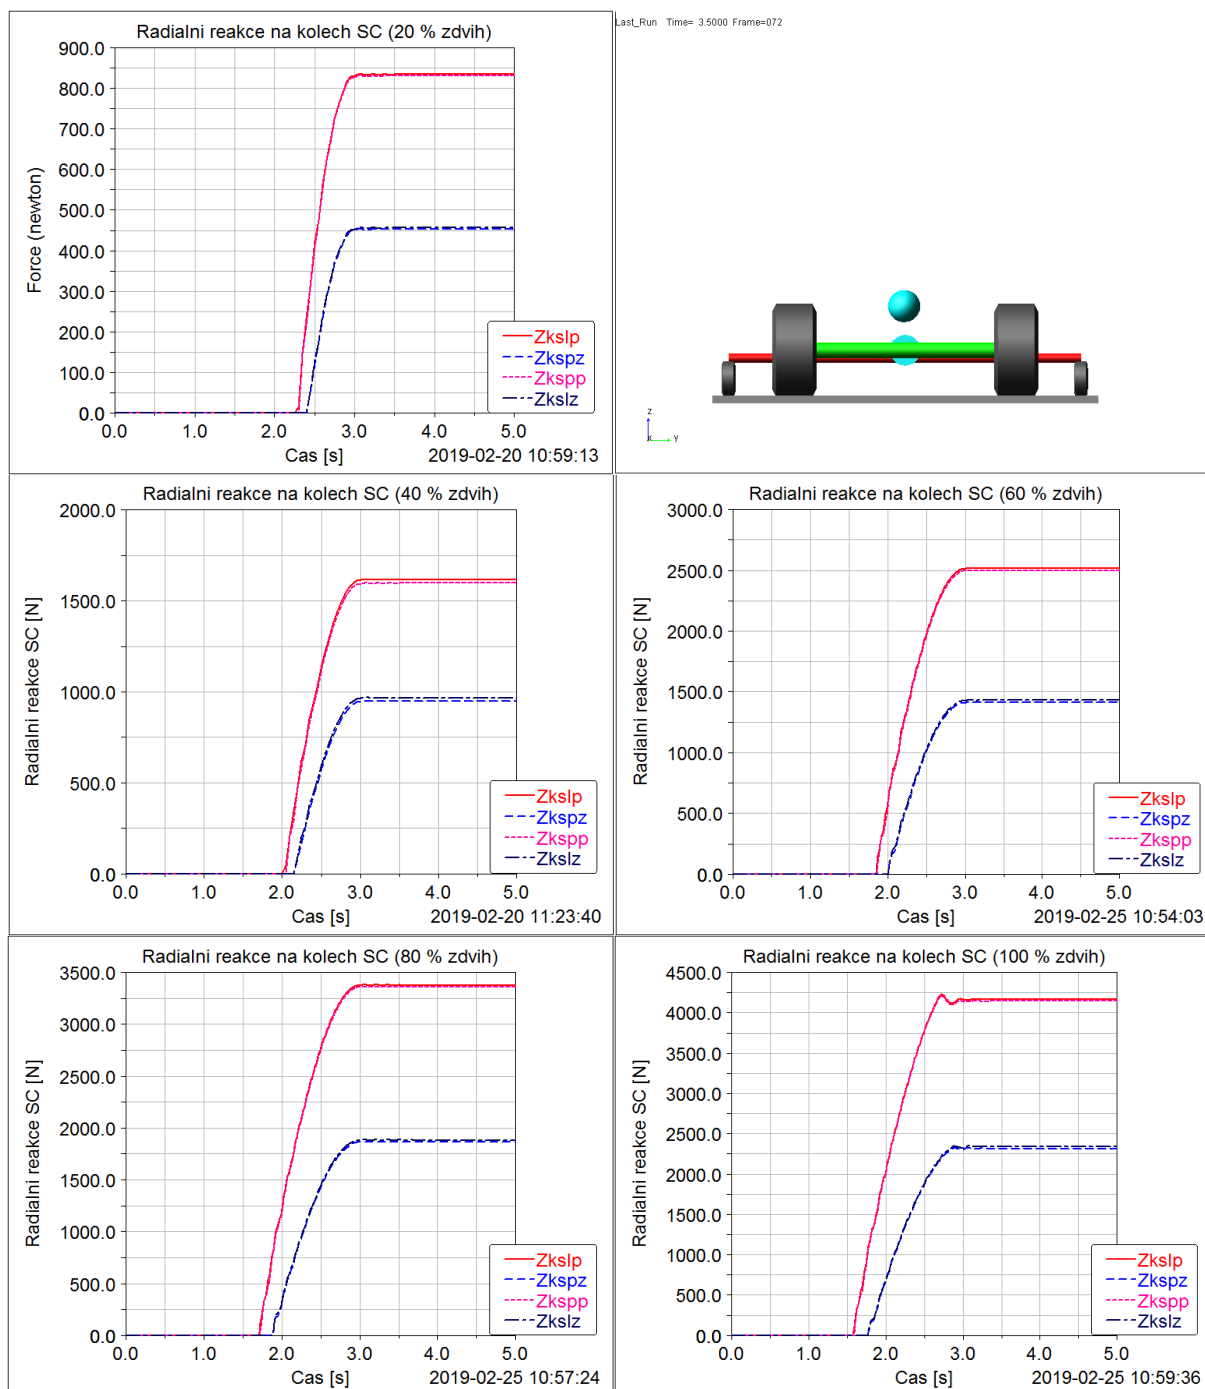 Radialni reakce na kolech SC (20 % zdvih)
900.0
800.0
700.0
600.0
500.0
400.0
300.0
200.0
100.0
0.0
Force (newton)
Zkslp
Zkspz
Zkspp
Zkslz
0.0 1.0 2.0 3.0 4.0 5.0
Cas [s]
2019-02-20 10:59:13
Last_Run Time= 3.5000 Frame=072
z
x y
Radialni reakce na kolech SC (40 % zdvih)
2000.0
1500.0
1000.0
500.0
0.0
Radialni reakce SC [N]
Zkslp
Zkspz
Zkspp
Zkslz
0.0 1.0 2.0 3.0 4.0 5.0
Cas [s]
2019-02-20 11:23:40
Radialni reakce na kolech SC (60 % zdvih)
3000.0
2500.0
2000.0
1500.0
1000.0
500.0
0.0
Radialni reakce SC [N]
Zkslp
Zkspz
Zkspp
Zkslz
0.0 1.0 2.0 3.0 4.0 5.0
Cas [s]
2019-02-25 10:54:03
Radialni reakce na kolech SC (80 % zdvih)
3500.0
3000.0
2500.0
2000.0
1500.0
1000.0
500.0
0.0
Radialni reakce SC [N]
Zkslp
Zkspz
Zkspp
Zkslz
0.0 1.0 2.0 3.0 4.0 5.0
Cas [s]
2019-02-25 10:57:24
Radialni reakce na kolech SC (100 % zdvih)
4500.0
4000.0
3500.0
3000.0
2500.0
2000.0
1500.0
1000.0
500.0
0.0
Radialni reakce SC [N]
Zkslp
Zkspz
Zkspp
Zkslz
0.0 1.0 2.0 3.0 4.0 5.0
Cas [s]
2019-02-25 10:59:36